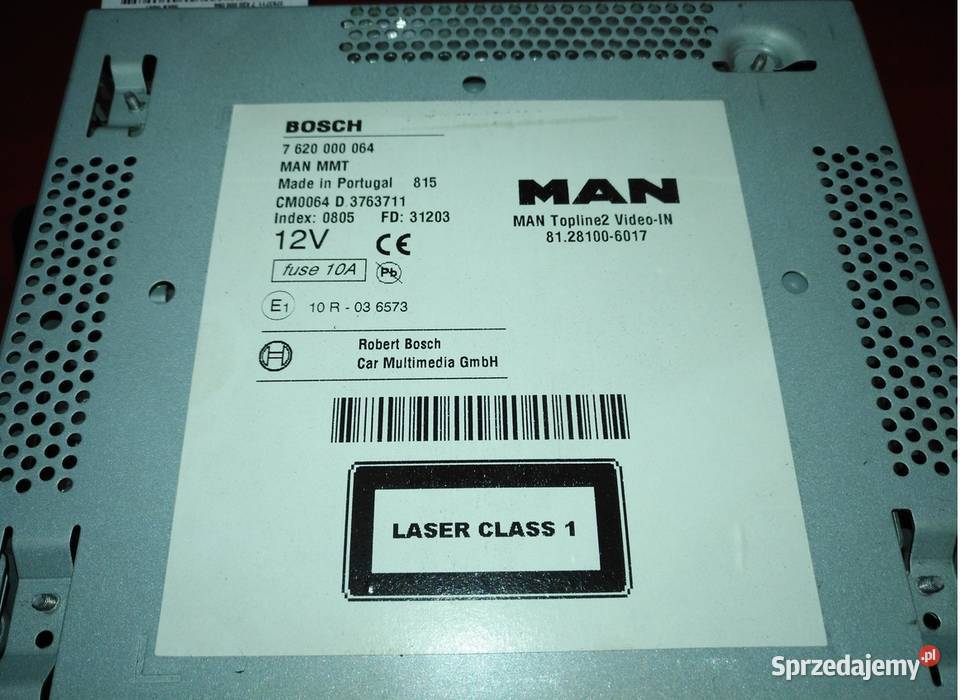 BOSCH
7 620 000 064
MAN MMT
Made in Portugal 815
CM0064 D 3763711
Index: 0805 FD: 31203
12V CE
fuse 10A Pb
E1 10 R - 03 6573
Robert Bosch
Car Multimedia GmbH
MAN
MAN Topline2 Video-IN
81.28100-6017
LASER CLASS 1
Sprzedajemy.pl